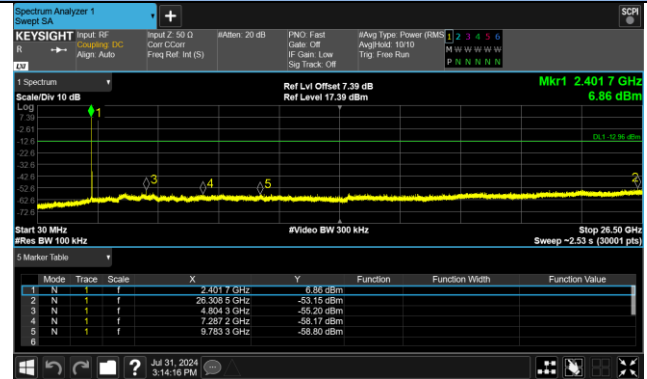 Spectrum Analyzer 1
Swept SA
+
SCPI
KEYSIGHT Input: RF Input Z: 50 Ω #Atten: 20 dB PNO: Fast #Avg Type: Power (RMS 1 2 3 4 5 6
R Coupling: DC Corr CCorr Gate: Off Avg|Hold: 10/10 M W W W W W
Align: Auto Freq Ref: Int (S) IF Gain: Low Trig: Free Run
Sig Track: Off P N N N N N
LXI
1 Spectrum Ref Lvl Offset 7.39 dB Mkr1 2.401 7 GHz
Scale/Div 10 dB Ref Level 17.39 dBm 6.86 dBm
Log
7.39 1
-2.61
-12.6 DL1 -12.96 dBm
-22.6
-32.6
-42.6 3 4 5 2
-52.6
-62.6
-72.6
Start 30 MHz #Video BW 300 kHz Stop 26.50 GHz
#Res BW 100 kHz Sweep ~2.53 s (30001 pts)
5 Marker Table
Mode Trace Scale X Y Function Function Width Function Value
1 N 1 f 2.401 7 GHz 6.86 dBm
2 N 1 f 26.308 5 GHz -53.15 dBm
3 N 1 f 4.804 3 GHz -55.20 dBm
4 N 1 f 7.287 2 GHz -58.17 dBm
5 N 1 f 9.783 3 GHz -58.80 dBm
6
? Jul 31, 2024
3:14:16 PM